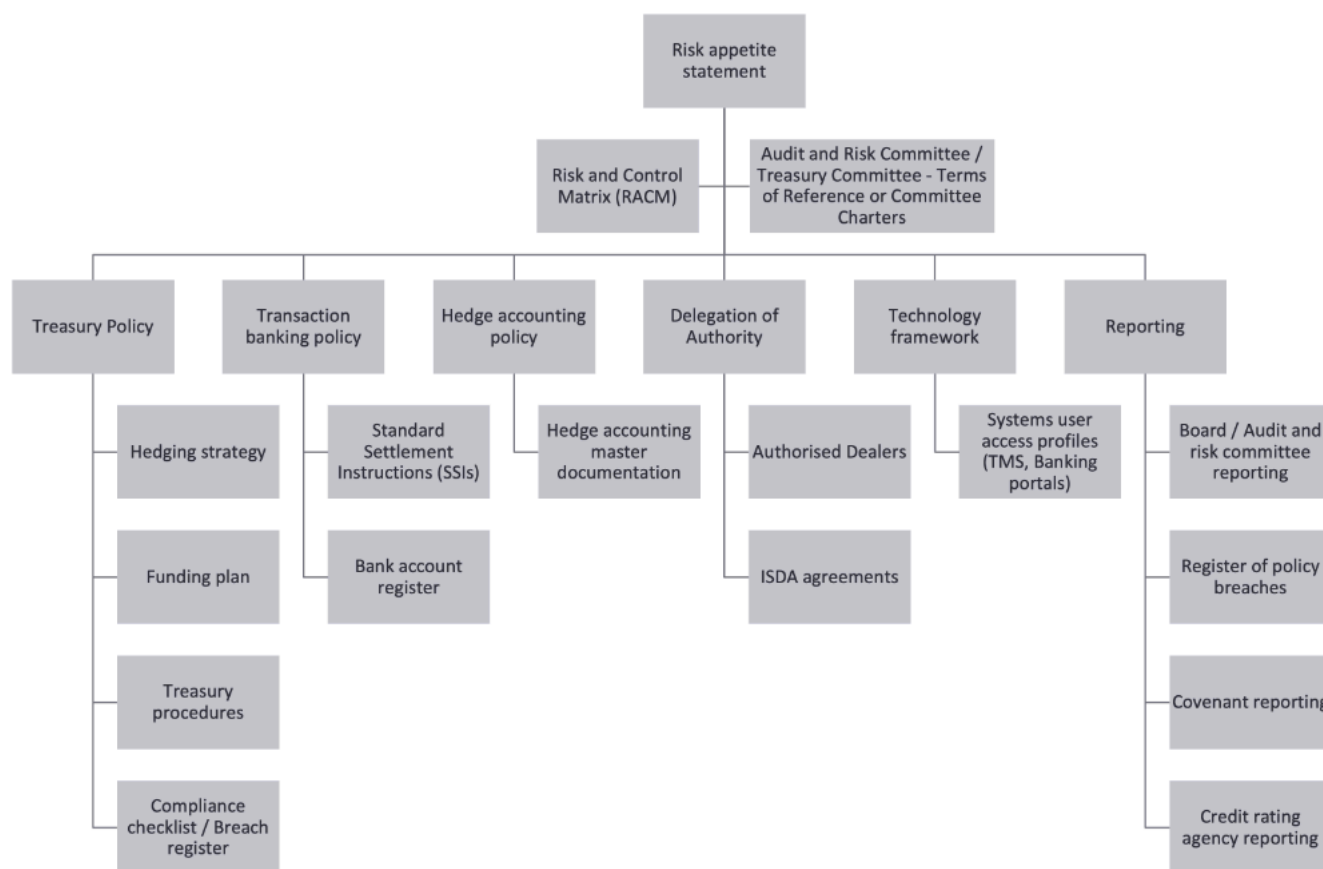 Risk appetite
statement
Risk and Control
Matrix (RACM)
Audit and Risk Committee /
Treasury Committee - Terms
of Reference or Committee
Charters
Treasury Policy
Transaction
banking policy
Hedge accounting
policy
Delegation of
Authority
Technology
framework
Reporting
Hedging strategy
Standard
Settlement
Instructions (SSIs)
Hedge accounting
master
documentation
Authorised Dealers
Systems user
access profiles
(TMS, Banking
portals)
Board / Audit and
risk committee
reporting
Funding plan
Bank account
register
ISDA agreements
Register of policy
breaches
Treasury
procedures
Covenant reporting
Compliance
checklist / Breach
register
Credit rating
agency reporting